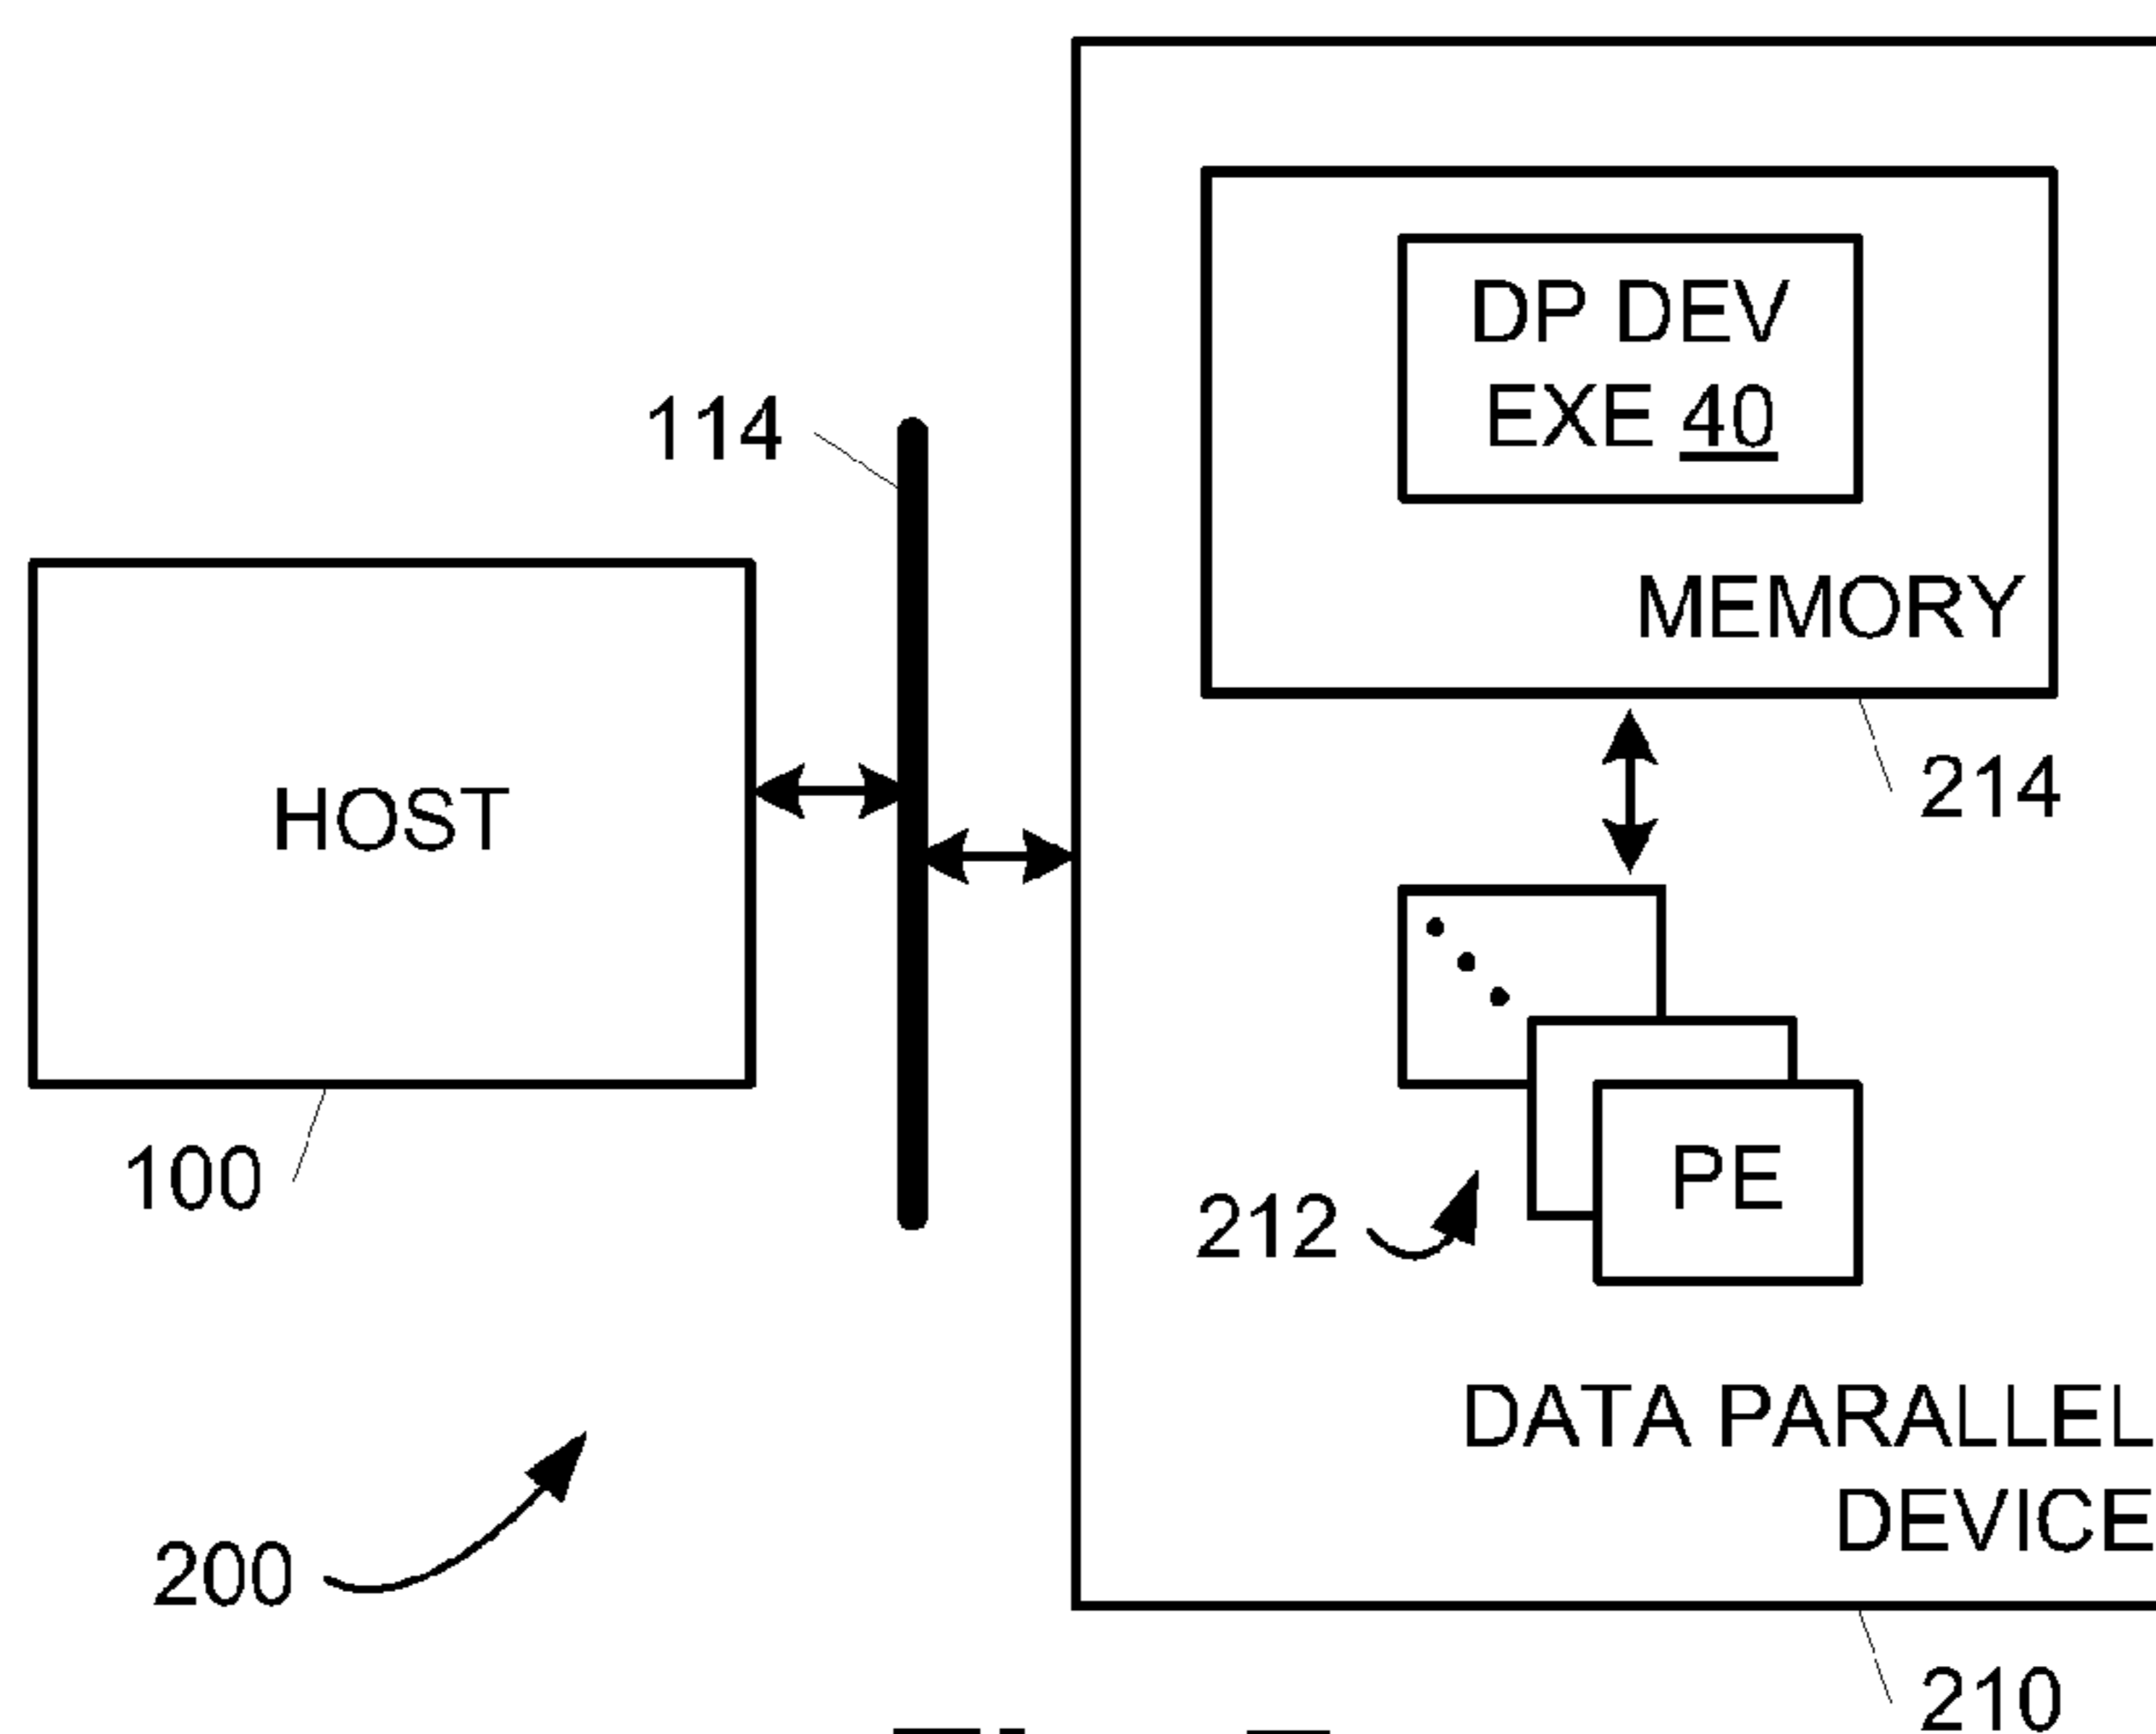 DP DEV
EXE 40
114
MEMORY
HOST
214
100
PE
212
DATA PARALLEL
DEVICE
200
210